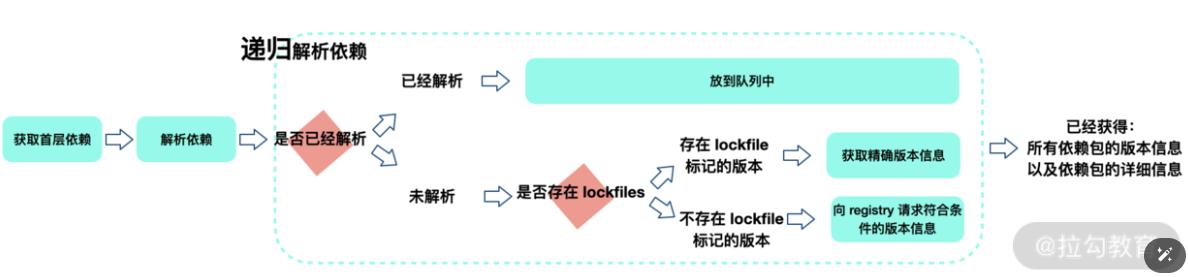 递归解析依赖
获取首层依赖
解析依赖
是否已经解析
已经解析
放到队列中
未解析
是否存在 lockfiles
存在 lockfile
标记的版本
获取精确版本信息
不存在 lockfile
标记的版本
向 registry 请求符合条
件的版本信息
已经获得：
所有依赖包的版本信息
以及依赖包的详细信息
@拉勾教育